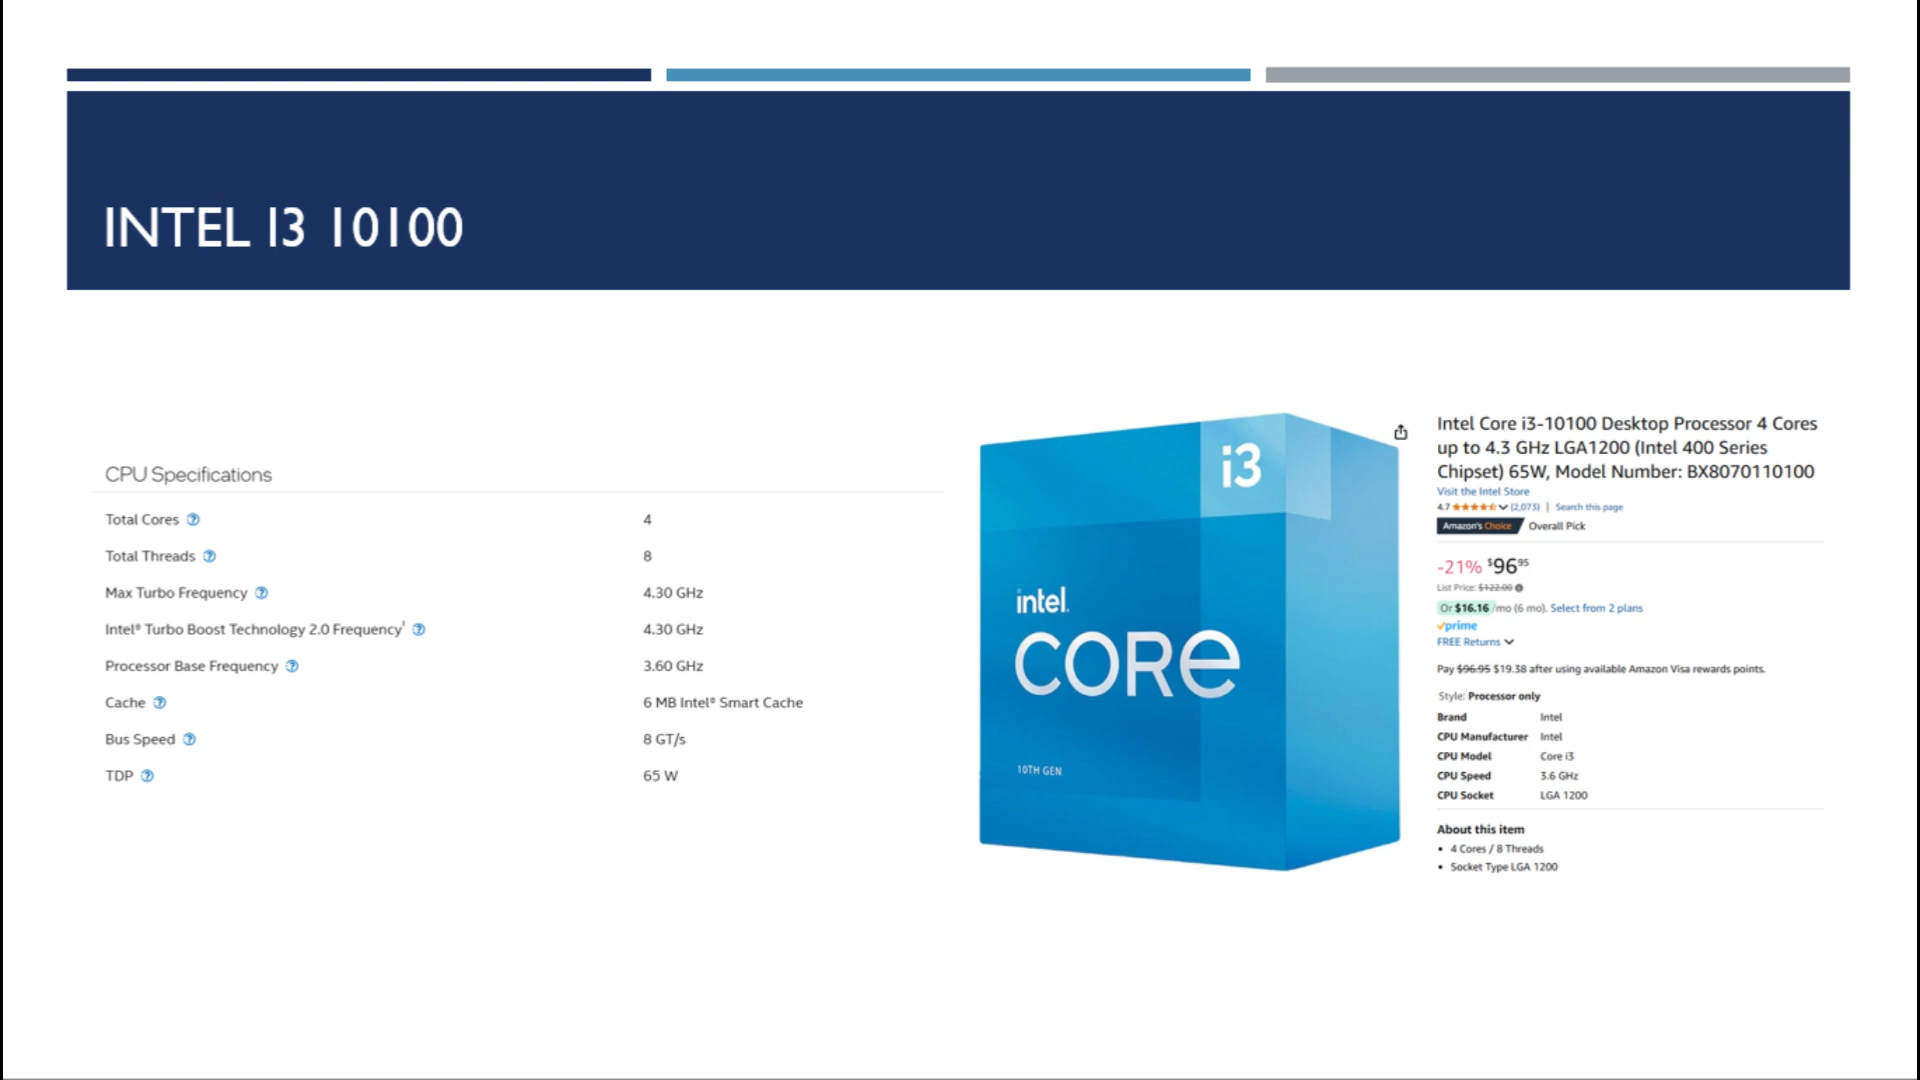 INTEL I3 10100
CPU Specifications
Total Cores 4
Total Threads 8
Max Turbo Frequency 4.30 GHz
Intel® Turbo Boost Technology 2.0 Frequency‡ 4.30 GHz
Processor Base Frequency 3.60 GHz
Cache 6 MB Intel® Smart Cache
Bus Speed 8 GT/s
TDP 65 W
i3
intel.
CORe
10TH GEN
Intel Core i3-10100 Desktop Processor 4 Cores
up to 4.3 GHz LGA1200 (Intel 400 Series
Chipset) 65W, Model Number: BX8070110100
Visit the Intel Store
4.7 (2,073) | Search this page
Amazon's Choice Overall Pick
-21% $96 95
List Price: $122.00
Or $16.16 /mo (6 mo). Select from 2 plans
prime
FREE Returns
Pay $96.95 $19.38 after using available Amazon Visa rewards points.
Style: Processor only
Brand Intel
CPU Manufacturer Intel
CPU Model Core i3
CPU Speed 3.6 GHz
CPU Socket LGA 1200
About this item
• 4 Cores / 8 Threads
• Socket Type LGA 1200